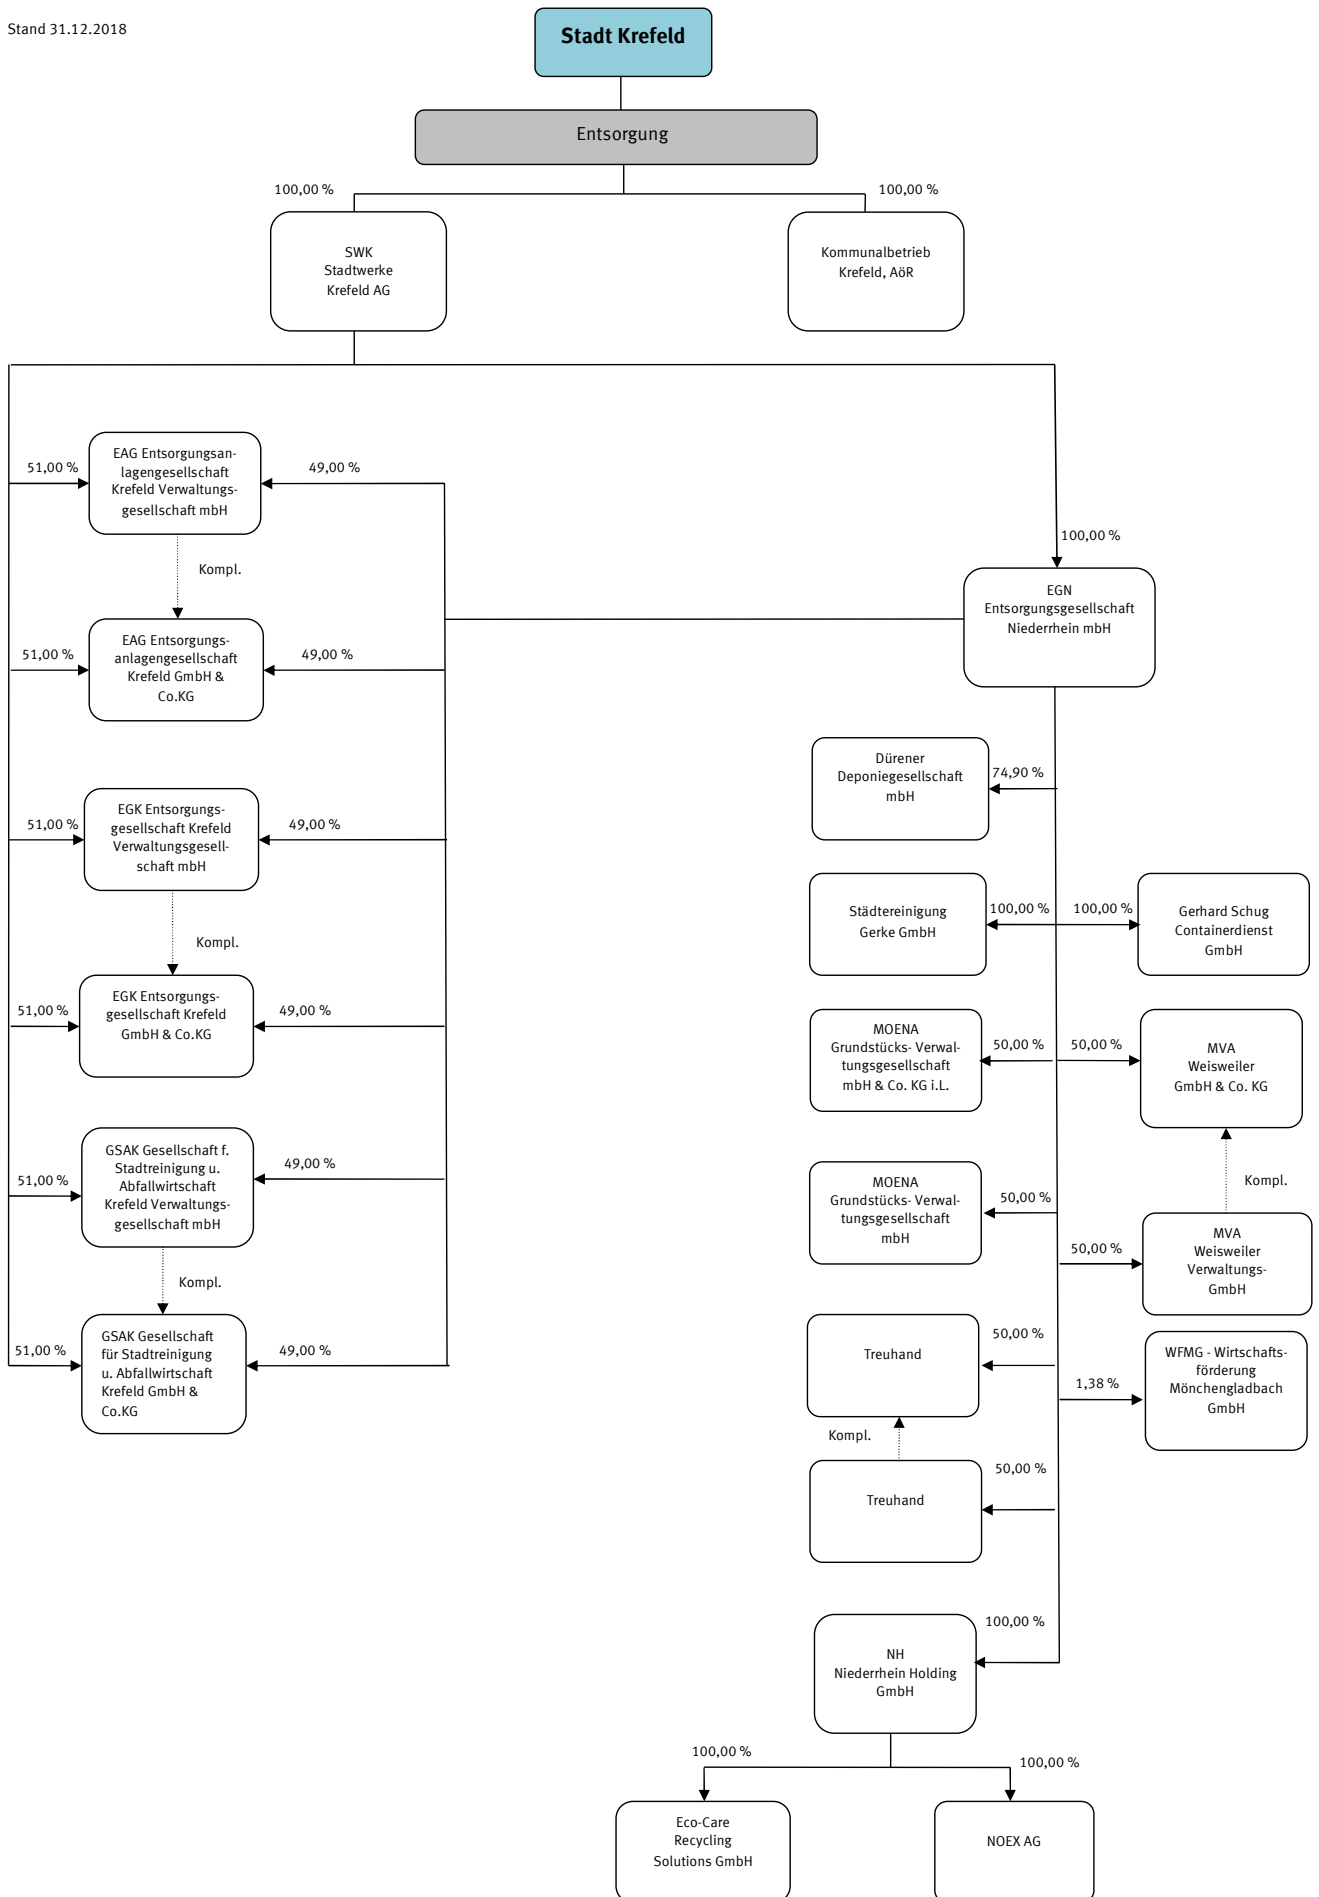 Stand 31.12.2018
Stadt Krefeld
Entsorgung
100,00 %
100,00 %
SWK
Stadtwerke
Krefeld AG
Kommunalbetrieb
Krefeld, AöR
51,00 %
EAG Entsorgungsan-
lagengesellschaft
Krefeld Verwaltungs-
gesellschaft mbH
49,00 %
Kompl.
100,00 %
EGN
Entsorgungsgesellschaft
Niederrhein mbH
51,00 %
EAG Entsorgungs-
anlagengesellschaft
Krefeld GmbH &
Co.KG
49,00 %
Dürener
Deponiegesellschaft
mbH
74,90 %
51,00 %
EGK Entsorgungs-
gesellschaft Krefeld
Verwaltungsgesell-
schaft mbH
49,00 %
Kompl.
Städtereinigung
Gerke GmbH
100,00 %
100,00 %
Gerhard Schug
Containerdienst
GmbH
51,00 %
EGK Entsorgungs-
gesellschaft Krefeld
GmbH & Co.KG
49,00 %
MOENA
Grundstücks- Verwal-
tungsgesellschaft
mbH & Co. KG i.L.
50,00 %
50,00 %
MVA
Weisweiler
GmbH & Co. KG
51,00 %
GSAK Gesellschaft f.
Stadtreinigung u.
Abfallwirtschaft
Krefeld Verwaltungs-
gesellschaft mbH
49,00 %
Kompl.
MOENA
Grundstücks- Verwal-
tungsgesellschaft
mbH
50,00 %
Kompl.
50,00 %
MVA
Weisweiler
Verwaltungs-
GmbH
51,00 %
GSAK Gesellschaft
für Stadtreinigung
u. Abfallwirtschaft
Krefeld GmbH &
Co.KG
49,00 %
Treuhand
50,00 %
1,38 %
WFMG - Wirtschafts-
förderung
Mönchengladbach
GmbH
Kompl.
Treuhand
50,00 %
NH
Niederrhein Holding
GmbH
100,00 %
100,00 %
100,00 %
Eco-Care
Recycling
Solutions GmbH
NOEX AG